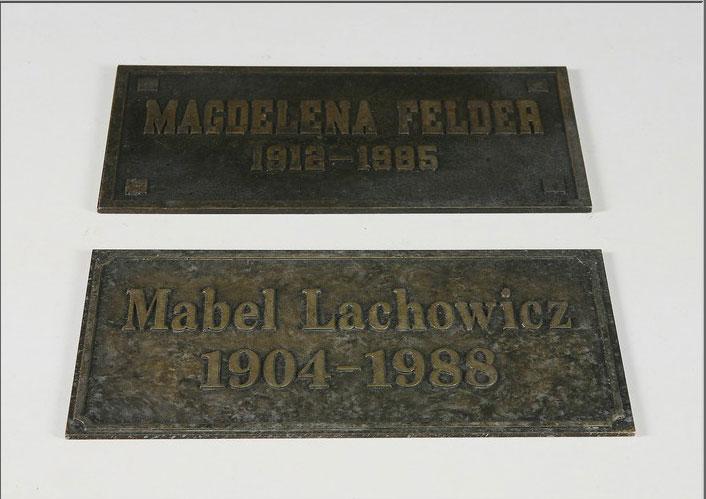 MAGDELENA FELDER
1912-1985
Mabel Lachowicz
1904-1988